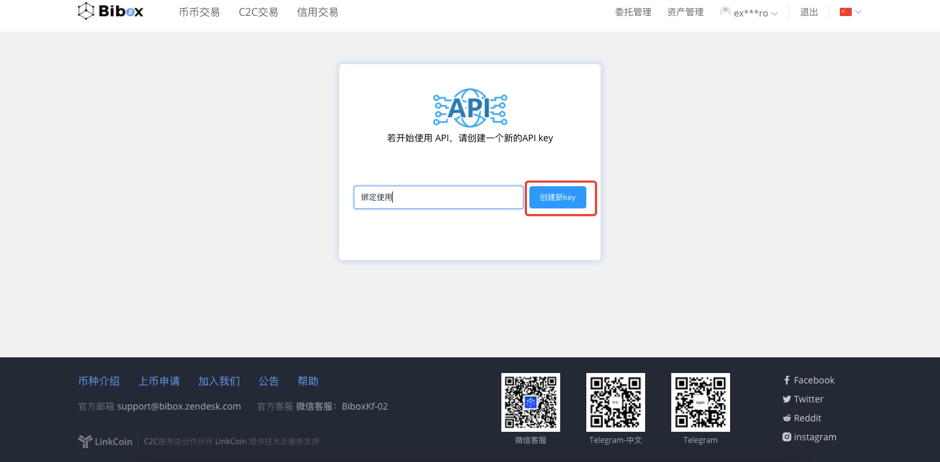 Bibox 币币交易 C2C交易 信用交易 委托管理 资产管理 ex***ro 退出
API
若开始使用 API，请创建一个新的API key
绑定使用 创建新key
币种介绍 上币申请 加入我们 公告 帮助
官方邮箱 support@bibox.zendesk.com 官方客服 微信客服：BiboxKf-02
LinkCoin C2C服务由合作伙伴 LinkCoin 提供技术及服务支持
微信客服 Telegram-中文 Telegram
Facebook
Twitter
Reddit
instagram